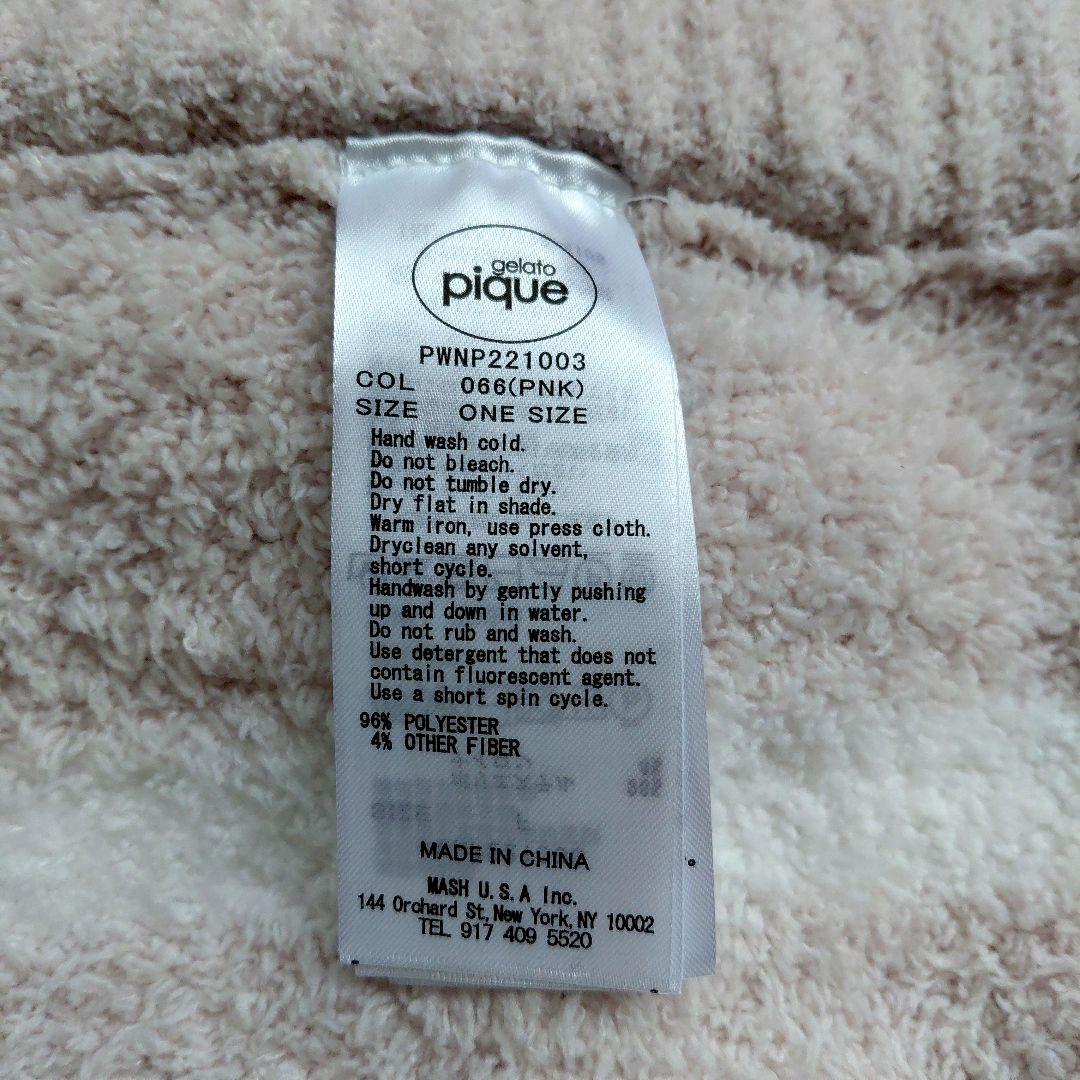 gelato
pique
PWNP221003
COL 066(PNK)
SIZE ONE SIZE
Hand wash cold.
Do not bleach.
Do not tumble dry.
Dry flat in shade.
Warm iron, use press cloth.
Dryclean any solvent,
short cycle.
Handwash by gently pushing
up and down in water.
Do not rub and wash.
Use detergent that does not
contain fluorescent agent.
Use a short spin cycle.
96% POLYESTER
4% OTHER FIBER
MADE IN CHINA
MASH U.S.A Inc.
144 Orchard St, New York, NY 10002
TEL 917 409 5520